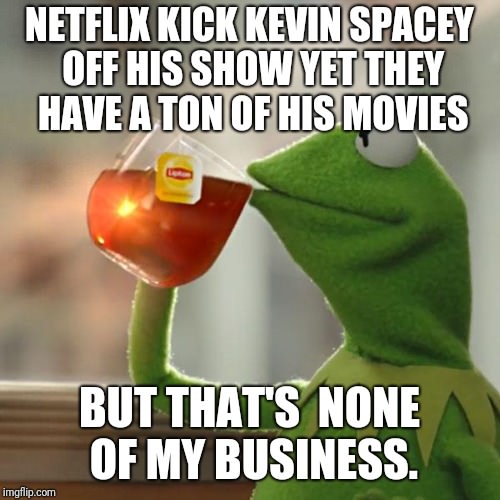 NETFLIX KICK KEVIN SPACEY
OFF HIS SHOW YET THEY
HAVE A TON OF HIS MOVIES
Lipton
BUT THAT'S NONE
OF MY BUSINESS.
imgflip.com